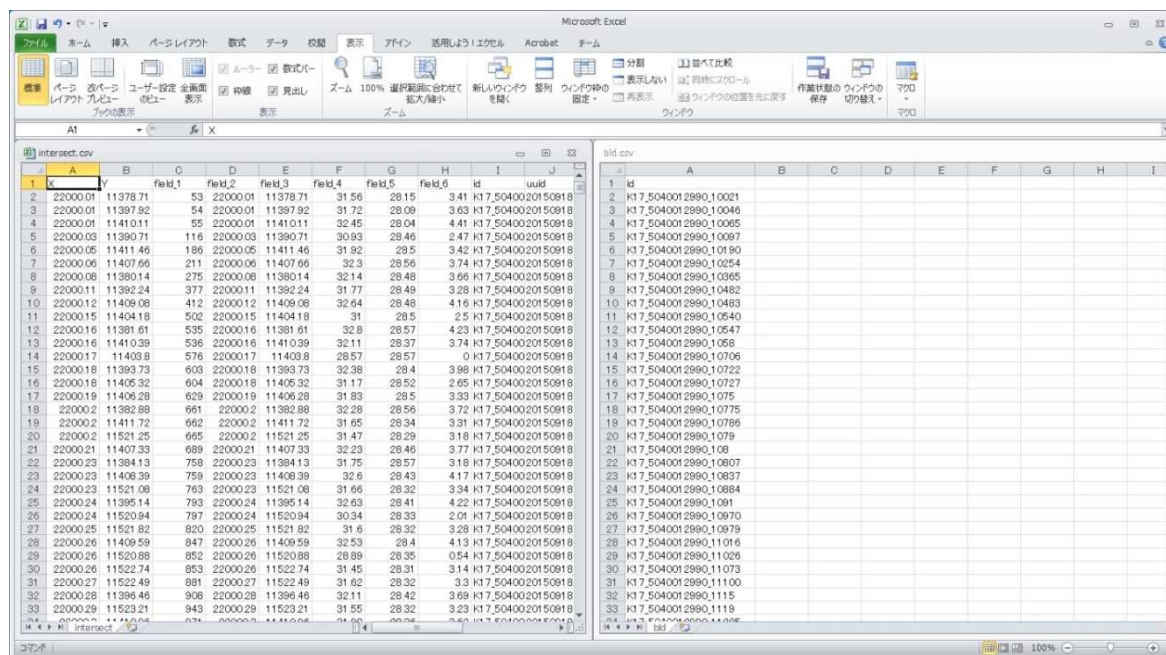 Microsoft Excel
ファイル ホーム 挿入 ページ レイアウト 数式 データ 校閲 表示 アドイン 活用しよう！エクセル Acrobat チーム
標準 ページ レイアウト 改ページ プレビュー ユーザー設定 のビュー 全画面 表示
ブックの表示
ルーラー 数式バー
枠線 見出し
表示
ズーム 100% 選択範囲に合わせて 拡大/縮小
ズーム
新しいウィンドウ を開く 整列 ウィンドウ枠の 固定
分割 並べて比較
表示しない 同時にスクロール
再表示 ウィンドウの位置を元に戻す
作業状態の 保存 ウィンドウの 切り替え
ウィンドウ
マクロ
マクロ
A1 fx X
intersect.csv
A B C D E F G H I J
1 X Y field_1 field_2 field_3 field_4 field_5 field_6 id uuid
2 22000.01 11378.71 53 22000.01 11378.71 31.56 28.15 3.41 K17_50400 20150918
3 22000.01 11397.92 54 22000.01 11397.92 31.72 28.09 3.63 K17_50400 20150918
4 22000.01 11410.11 55 22000.01 11410.11 32.45 28.04 4.41 K17_50400 20150918
5 22000.03 11390.71 116 22000.03 11390.71 30.93 28.46 2.47 K17_50400 20150918
6 22000.05 11411.46 186 22000.05 11411.46 31.92 28.5 3.42 K17_50400 20150918
7 22000.06 11407.66 211 22000.06 11407.66 32.3 28.56 3.74 K17_50400 20150918
8 22000.08 11380.14 275 22000.08 11380.14 32.14 28.48 3.66 K17_50400 20150918
9 22000.11 11392.24 377 22000.11 11392.24 31.77 28.49 3.28 K17_50400 20150918
10 22000.12 11409.08 412 22000.12 11409.08 32.64 28.48 4.16 K17_50400 20150918
11 22000.15 11404.18 502 22000.15 11404.18 31 28.5 2.5 K17_50400 20150918
12 22000.16 11381.61 535 22000.16 11381.61 32.8 28.57 4.23 K17_50400 20150918
13 22000.16 11410.39 536 22000.16 11410.39 32.11 28.37 3.74 K17_50400 20150918
14 22000.17 11403.8 576 22000.17 11403.8 28.57 28.57 0 K17_50400 20150918
15 22000.18 11393.73 603 22000.18 11393.73 32.38 28.4 3.98 K17_50400 20150918
16 22000.18 11405.32 604 22000.18 11405.32 31.17 28.52 2.65 K17_50400 20150918
17 22000.19 11406.28 629 22000.19 11406.28 31.83 28.5 3.33 K17_50400 20150918
18 22000.2 11382.88 661 22000.2 11382.88 32.28 28.56 3.72 K17_50400 20150918
19 22000.2 11411.72 662 22000.2 11411.72 31.65 28.34 3.31 K17_50400 20150918
20 22000.2 11521.25 665 22000.2 11521.25 31.47 28.29 3.18 K17_50400 20150918
21 22000.21 11407.33 689 22000.21 11407.33 32.23 28.46 3.77 K17_50400 20150918
22 22000.23 11384.13 758 22000.23 11384.13 31.75 28.57 3.18 K17_50400 20150918
23 22000.23 11408.39 759 22000.23 11408.39 32.6 28.43 4.17 K17_50400 20150918
24 22000.23 11521.08 763 22000.23 11521.08 31.66 28.32 3.34 K17_50400 20150918
25 22000.24 11395.14 793 22000.24 11395.14 32.63 28.41 4.22 K17_50400 20150918
26 22000.24 11520.94 797 22000.24 11520.94 30.34 28.33 2.01 K17_50400 20150918
27 22000.25 11521.82 820 22000.25 11521.82 31.6 28.32 3.28 K17_50400 20150918
28 22000.26 11409.59 847 22000.26 11409.59 32.53 28.4 4.13 K17_50400 20150918
29 22000.26 11520.88 852 22000.26 11520.88 28.89 28.35 0.54 K17_50400 20150918
30 22000.26 11522.74 853 22000.26 11522.74 31.45 28.31 3.14 K17_50400 20150918
31 22000.27 11522.49 881 22000.27 11522.49 31.62 28.32 3.3 K17_50400 20150918
32 22000.28 11396.46 908 22000.28 11396.46 32.11 28.42 3.69 K17_50400 20150918
33 22000.29 11523.21 943 22000.29 11523.21 31.55 28.32 3.23 K17_50400 20150918
intersect
bld.csv
A B C D E F G H I
1 id
2 K17_5040012990_10021
3 K17_5040012990_10046
4 K17_5040012990_10065
5 K17_5040012990_10097
6 K17_5040012990_10190
7 K17_5040012990_10254
8 K17_5040012990_10365
9 K17_5040012990_10482
10 K17_5040012990_10483
11 K17_5040012990_10540
12 K17_5040012990_10547
13 K17_5040012990_1058
14 K17_5040012990_10706
15 K17_5040012990_10722
16 K17_5040012990_10727
17 K17_5040012990_1075
18 K17_5040012990_10775
19 K17_5040012990_10786
20 K17_5040012990_1079
21 K17_5040012990_108
22 K17_5040012990_10807
23 K17_5040012990_10837
24 K17_5040012990_10884
25 K17_5040012990_1091
26 K17_5040012990_10970
27 K17_5040012990_10979
28 K17_5040012990_11016
29 K17_5040012990_11026
30 K17_5040012990_11073
31 K17_5040012990_11100
32 K17_5040012990_1115
33 K17_5040012990_1119
bld
コマンド 100%